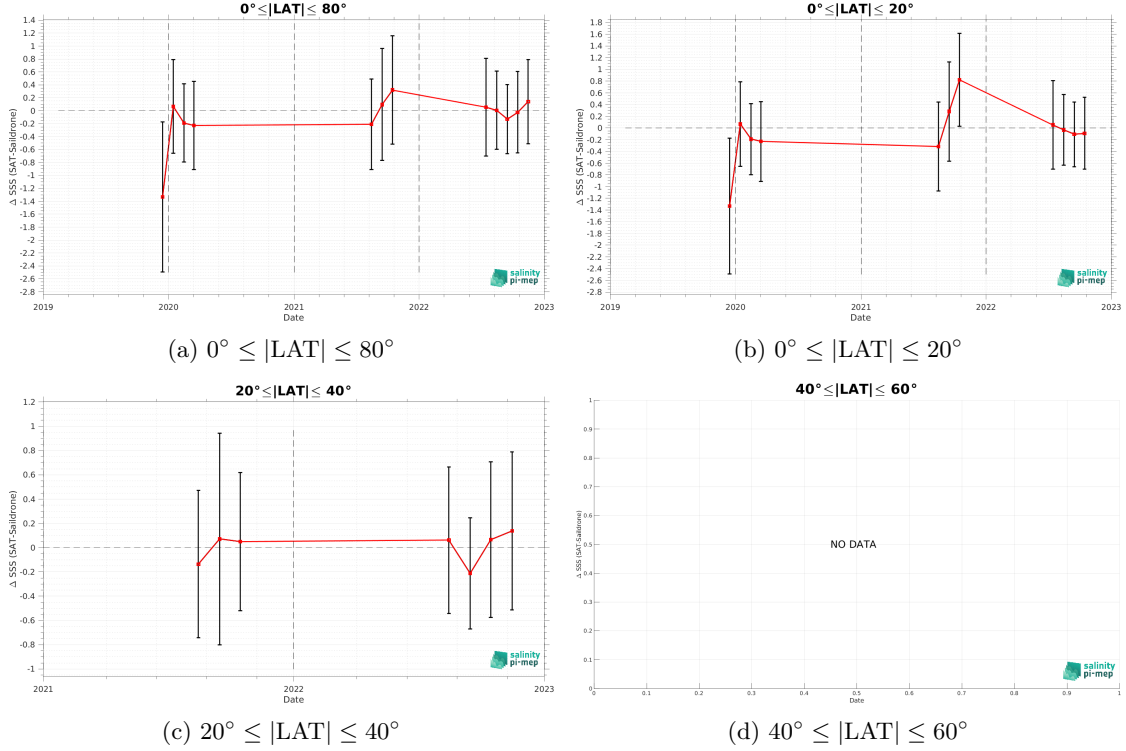 0°≤|LAT|≤ 80°
1.4
1.2
1
0.8
0.6
0.4
0.2
0
-0.2
-0.4
-0.6
-0.8
-1
-1.2
-1.4
-1.6
-1.8
-2
-2.2
-2.4
-2.6
-2.8
Δ SSS (SAT-Saildrone)
2019 2020 2021 2022 2023
Date
salinity
pi-mep
(a) 0° ≤ |LAT| ≤ 80°
0°≤|LAT|≤ 20°
1.8
1.6
1.4
1.2
1
0.8
0.6
0.4
0.2
0
-0.2
-0.4
-0.6
-0.8
-1
-1.2
-1.4
-1.6
-1.8
-2
-2.2
-2.4
-2.6
-2.8
Δ SSS (SAT-Saildrone)
2019 2020 2021 2022 2023
Date
salinity
pi-mep
(b) 0° ≤ |LAT| ≤ 20°
20°≤|LAT|≤ 40°
1.2
1
0.8
0.6
0.4
0.2
0
-0.2
-0.4
-0.6
-0.8
-1
Δ SSS (SAT-Saildrone)
2021 2022 2023
Date
salinity
pi-mep
(c) 20° ≤ |LAT| ≤ 40°
40°≤|LAT|≤ 60°
1
0.9
0.8
0.7
0.6
0.5
0.4
0.3
0.2
0.1
0
Δ SSS (SAT-Saildrone)
NO DATA
0 0.1 0.2 0.3 0.4 0.5 0.6 0.7 0.8 0.9 1
Date
salinity
pi-mep
(d) 40° ≤ |LAT| ≤ 60°